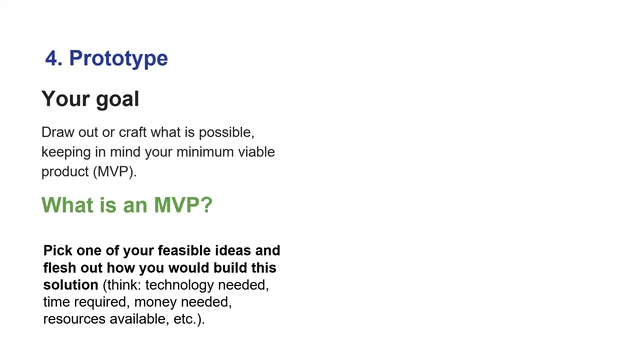 4. Prototype
Your goal
Draw out or craft what is possible,
keeping in mind your minimum viable
product (MVP).
What is an MVP?
Pick one of your feasible ideas and
flesh out how you would build this
solution (think: technology needed,
time required, money needed,
resources available, etc.).